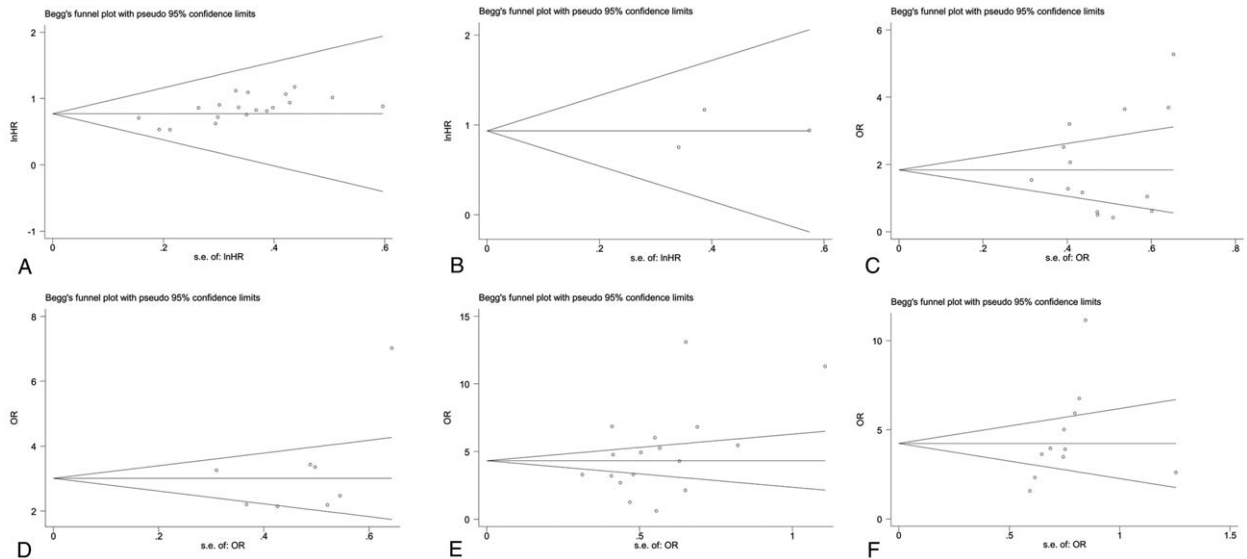 Begg's funnel plot with pseudo 95% confidence limits
2
1
0
-1
lnHR
0
.2
.4
.6
s.e. of: lnHR
A
Begg's funnel plot with pseudo 95% confidence limits
2
1
0
lnHR
0
.2
.4
.6
s.e. of: lnHR
B
Begg's funnel plot with pseudo 95% confidence limits
6
4
2
0
OR
0
.2
.4
.6
.8
s.e. of: OR
C
Begg's funnel plot with pseudo 95% confidence limits
8
6
4
2
OR
0
.2
.4
.6
s.e. of: OR
D
Begg's funnel plot with pseudo 95% confidence limits
15
10
5
0
OR
0
.5
1
s.e. of: OR
E
Begg's funnel plot with pseudo 95% confidence limits
10
5
0
OR
0
.5
1
1.5
s.e. of: OR
F